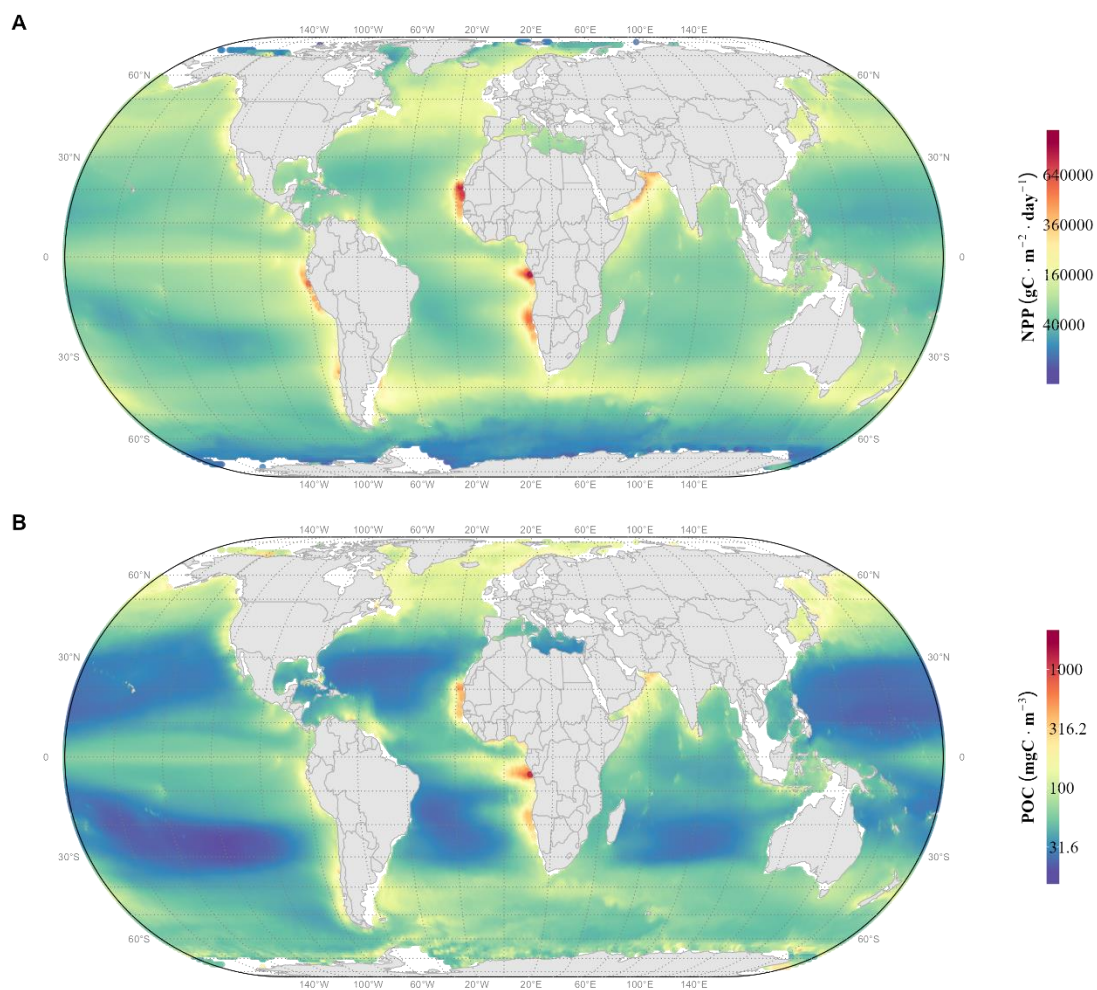 A
140°W 100°W 60°W 20°W 20°E 60°E 100°E 140°E
60°N
30°N
0 0
30°S 30°S
60°S 60°S
140°W 100°W 60°W 20°W 20°E 60°E 100°E 140°E
NPP (gC · m⁻² · day⁻¹)
640000
360000
160000
40000
B
140°W 100°W 60°W 20°W 20°E 60°E 100°E 140°E
60°N 60°N
30°N 30°N
0 0
30°S 30°S
60°S 60°S
140°W 100°W 60°W 20°W 20°E 60°E 100°E 140°E
POC (mgC · m⁻³)
1000
316.2
100
31.6